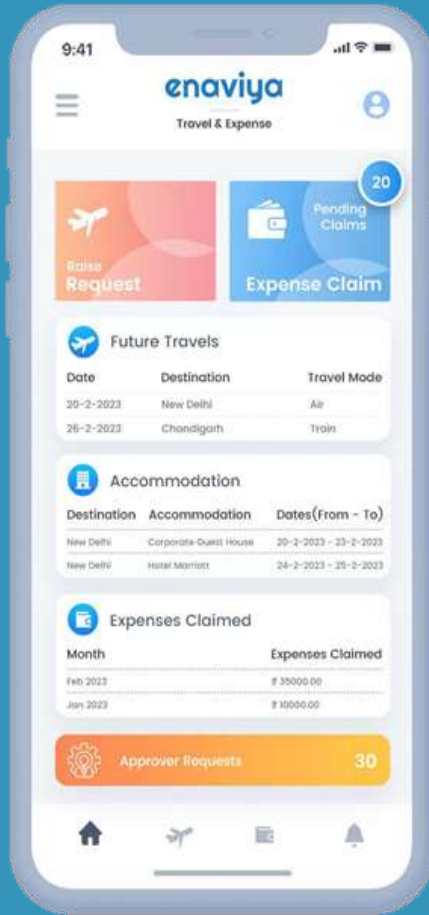 9:41
enaviya
Travel & Expense
20
Raise
Request
Pending
Claims
Expense Claim
Future Travels
Date Destination Travel Mode
20-2-2023 New Delhi Air
26-2-2023 Chandigarh Train
Accommodation
Destination Accommodation Dates(From - To)
New Delhi Corporate Guest House 20-2-2023 - 23-2-2023
New Delhi Hotel Marriott 24-2-2023 - 25-2-2023
Expenses Claimed
Month Expenses Claimed
Feb 2023 ₹ 35000.00
Jan 2023 ₹ 10000.00
Approver Requests 30